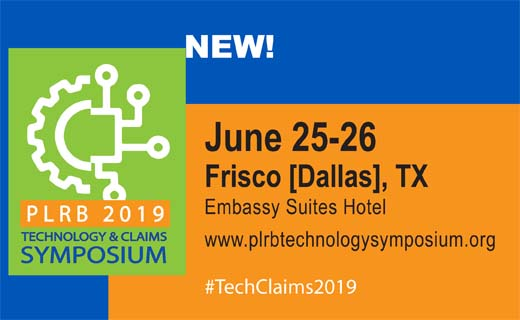 NEW!
PLRB 2019
TECHNOLOGY & CLAIMS
SYMPOSIUM
June 25-26
Frisco [Dallas], TX
Embassy Suites Hotel
www.plrbtechnologysymposium.org
#TechClaims2019